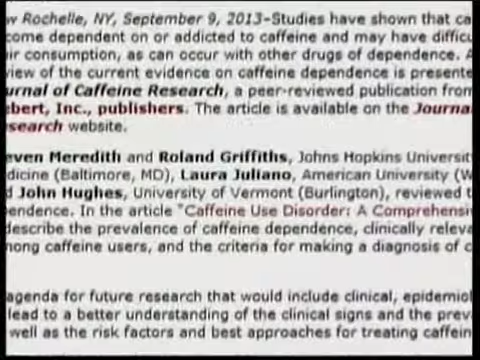 w Rochelle, NY, September 9, 2013–Studies have shown that ca
come dependent on or addicted to caffeine and may have difficu
ir consumption, as can occur with other drugs of dependence. A
view of the current evidence on caffeine dependence is presente
urnal of Caffeine Research, a peer-reviewed publication from
ebert, Inc., publishers. The article is available on the Journa
esearch website.
even Meredith and Roland Griffiths, Johns Hopkins Universit
dicine (Baltimore, MD), Laura Juliano, American University (W
d John Hughes, University of Vermont (Burlington), reviewed t
pendence. In the article "Caffeine Use Disorder: A Comprehensiv
describe the prevalence of caffeine dependence, clinically releva
mong caffeine users, and the criteria for making a diagnosis of c
agenda for future research that would include clinical, epidemiol
lead to a better understanding of the clinical signs and the preva
well as the risk factors and best approaches for treating caffein